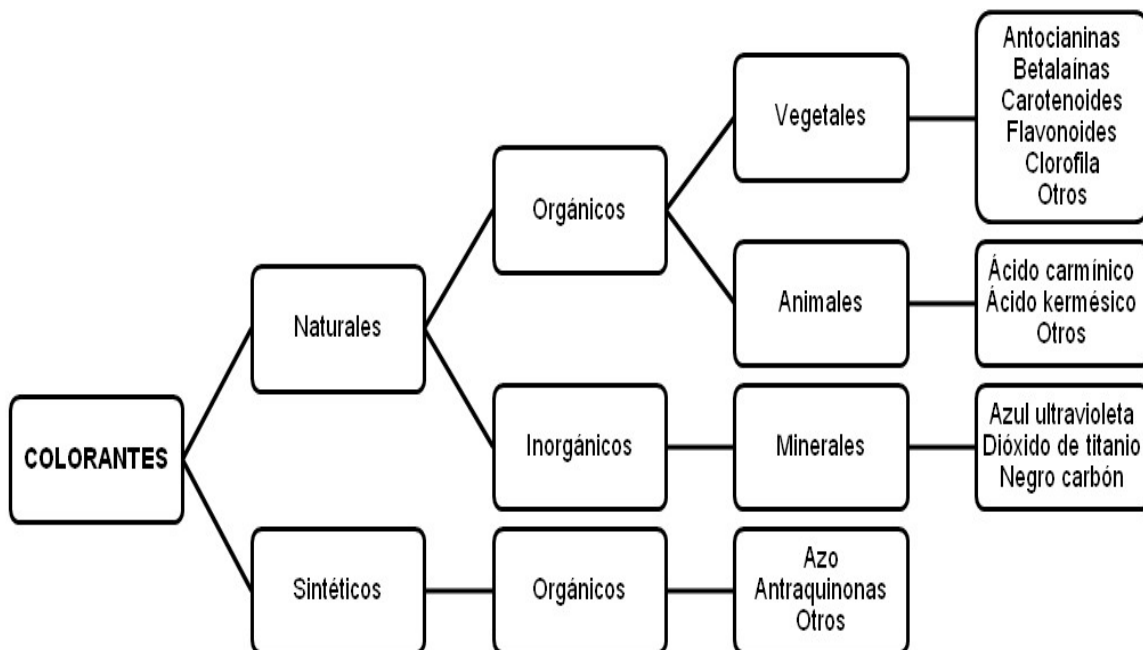 COLORANTES
Naturales
Orgánicos
Vegetales
Antocianinas
Betalaínas
Carotenoides
Flavonoides
Clorofila
Otros
Animales
Ácido carmínico
Ácido kermésico
Otros
Inorgánicos
Minerales
Azul ultravioleta
Dióxido de titanio
Negro carbón
Sintéticos
Orgánicos
Azo
Antraquinonas
Otros